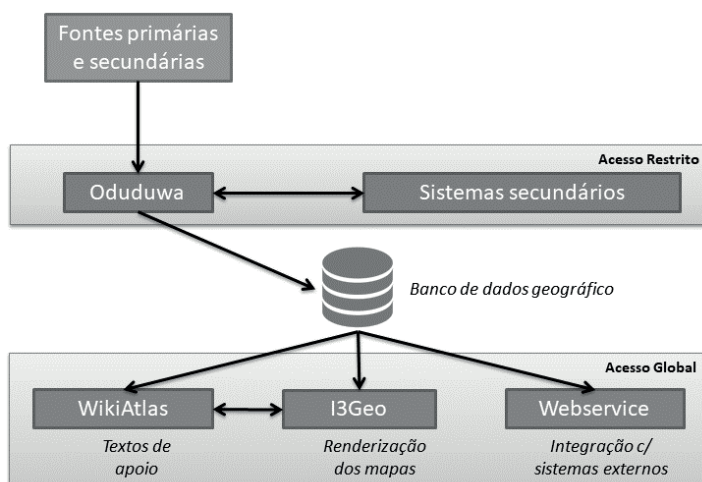 Fontes primárias
e secundárias
Acesso Restrito
Oduduwa
Sistemas secundários
Banco de dados geográfico
Acesso Global
WikiAtlas
I3Geo
Webservice
Textos de
apoio
Renderização
dos mapas
Integração c/
sistemas externos